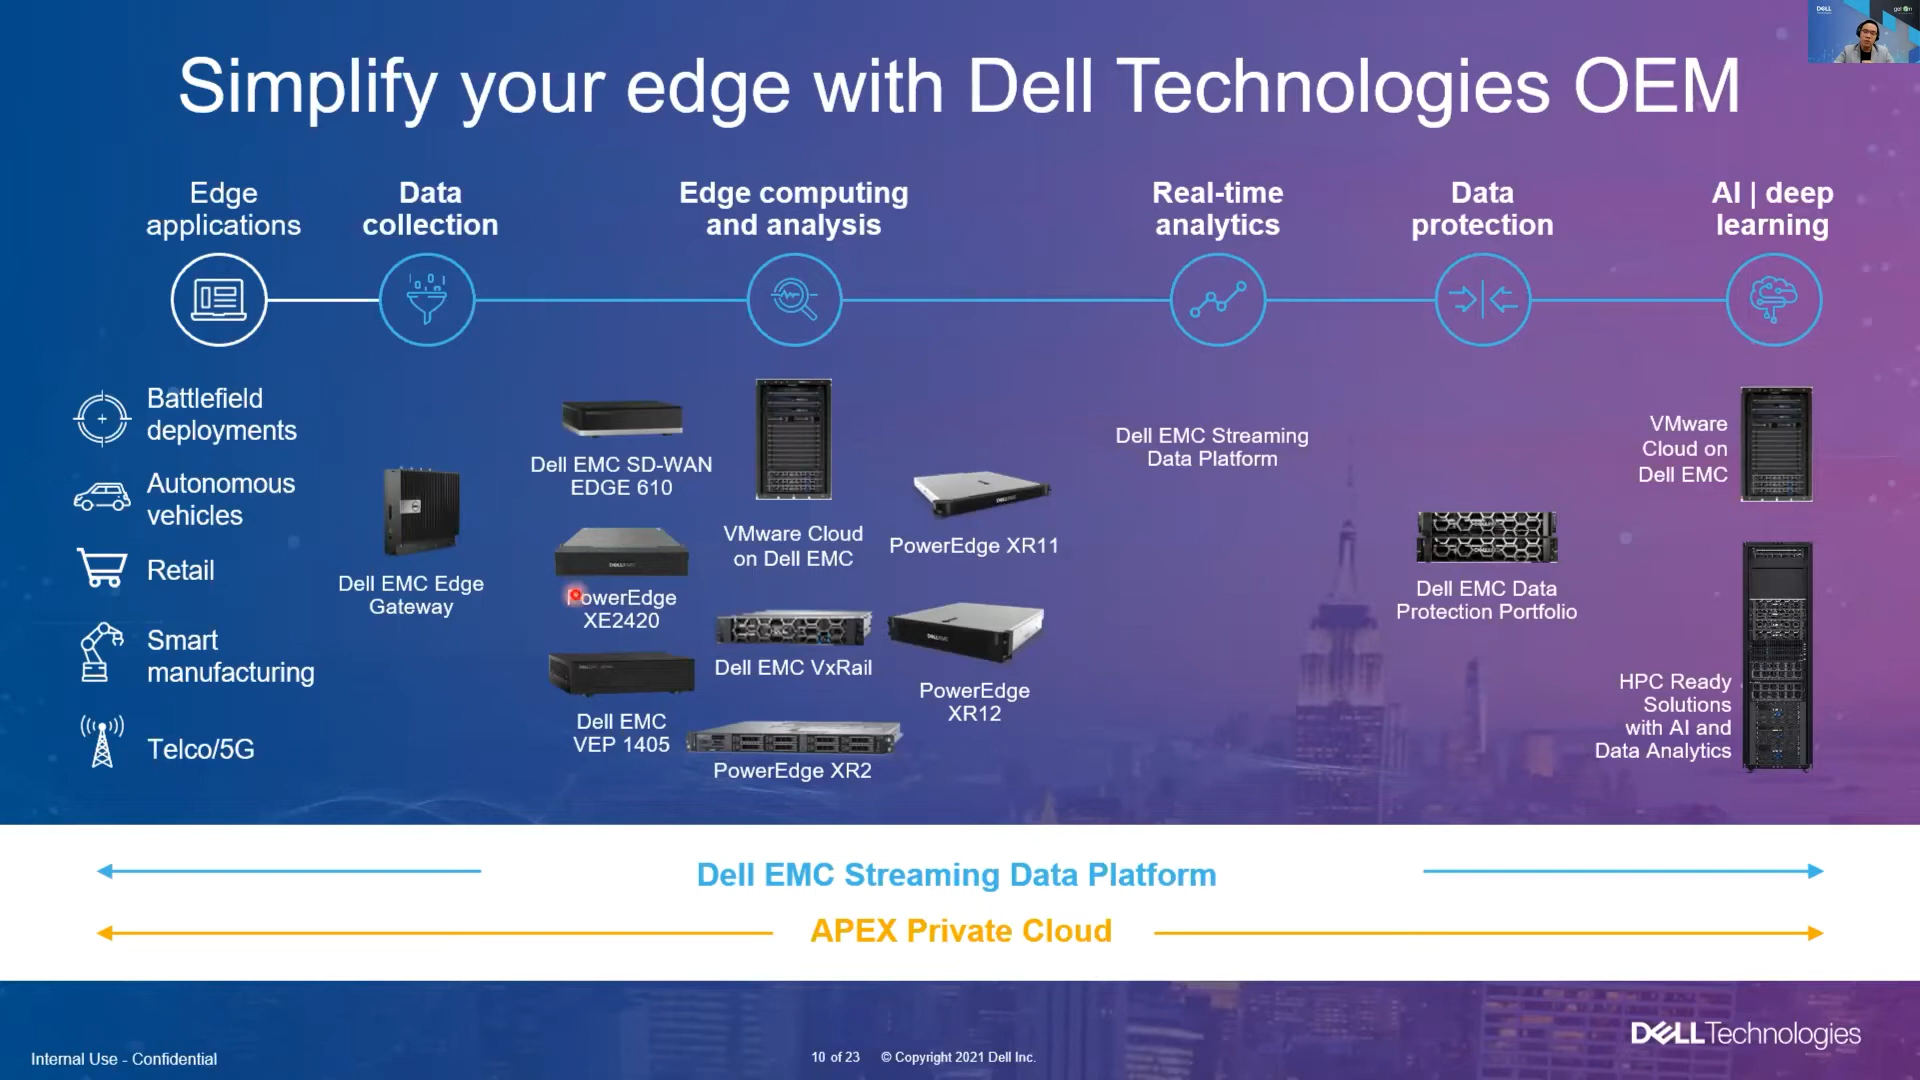 Simplify your edge with Dell Technologies OEM
Edge
applications
Data
collection
Edge computing
and analysis
Real-time
analytics
Data
protection
AI | deep
learning
Battlefield
deployments
Autonomous
vehicles
Retail
Smart
manufacturing
Telco/5G
Dell EMC Edge
Gateway
Dell EMC SD-WAN
EDGE 610
PowerEdge
XE2420
Dell EMC
VEP 1405
VMware Cloud
on Dell EMC
Dell EMC VxRail
PowerEdge XR2
PowerEdge XR11
PowerEdge
XR12
Dell EMC Streaming
Data Platform
Dell EMC Data
Protection Portfolio
VMware
Cloud on
Dell EMC
HPC Ready
Solutions
with AI and
Data Analytics
Dell EMC Streaming Data Platform
APEX Private Cloud
Internal Use - Confidential
10 of 23 © Copyright 2021 Dell Inc.
DELL Technologies